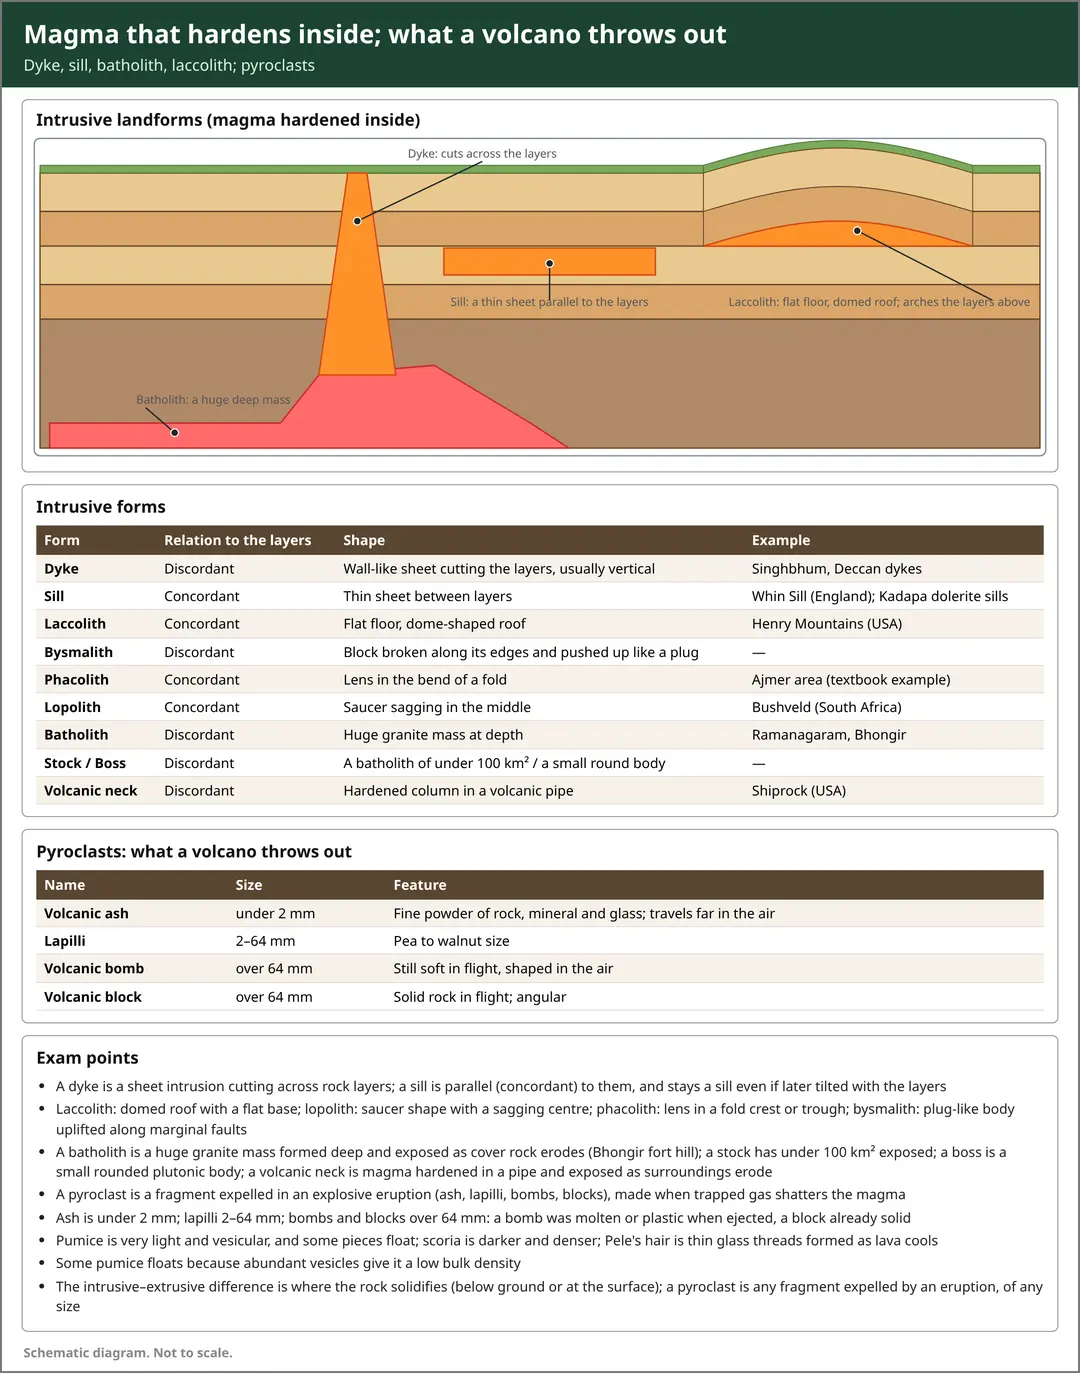 Magma that hardens inside; what a volcano throws out
Dyke, sill, batholith, laccolith; pyroclasts
Intrusive landforms (magma hardened inside)
Dyke: cuts across the layers
Sill: a thin sheet parallel to the layers
Laccolith: flat floor, domed roof; arches the layers above
Batholith: a huge deep mass
Intrusive forms
Form Relation to the layers Shape Example
Dyke Discordant Wall-like sheet cutting the layers, usually vertical Singhbhum, Deccan dykes
Sill Concordant Thin sheet between layers Whin Sill (England); Kadapa dolerite sills
Laccolith Concordant Flat floor, dome-shaped roof Henry Mountains (USA)
Bysmalith Discordant Block broken along its edges and pushed up like a plug —
Phacolith Concordant Lens in the bend of a fold Ajmer area (textbook example)
Lopolith Concordant Saucer sagging in the middle Bushveld (South Africa)
Batholith Discordant Huge granite mass at depth Ramanagaram, Bhongir
Stock / Boss Discordant A batholith of under 100 km² / a small round body —
Volcanic neck Discordant Hardened column in a volcanic pipe Shiprock (USA)
Pyroclasts: what a volcano throws out
Name Size Feature
Volcanic ash under 2 mm Fine powder of rock, mineral and glass; travels far in the air
Lapilli 2–64 mm Pea to walnut size
Volcanic bomb over 64 mm Still soft in flight, shaped in the air
Volcanic block over 64 mm Solid rock in flight; angular
Exam points
• A dyke is a sheet intrusion cutting across rock layers; a sill is parallel (concordant) to them, and stays a sill even if later tilted with the layers
• Laccolith: domed roof with a flat base; lopolith: saucer shape with a sagging centre; phacolith: lens in a fold crest or trough; bysmalith: plug-like body
uplifted along marginal faults
• A batholith is a huge granite mass formed deep and exposed as cover rock erodes (Bhongir fort hill); a stock has under 100 km² exposed; a boss is a
small rounded plutonic body; a volcanic neck is magma hardened in a pipe and exposed as surroundings erode
• A pyroclast is a fragment expelled in an explosive eruption (ash, lapilli, bombs, blocks), made when trapped gas shatters the magma
• Ash is under 2 mm; lapilli 2–64 mm; bombs and blocks over 64 mm: a bomb was molten or plastic when ejected, a block already solid
• Pumice is very light and vesicular, and some pieces float; scoria is darker and denser; Pele's hair is thin glass threads formed as lava cools
• Some pumice floats because abundant vesicles give it a low bulk density
• The intrusive–extrusive difference is where the rock solidifies (below ground or at the surface); a pyroclast is any fragment expelled by an eruption, of any
size
Schematic diagram. Not to scale.